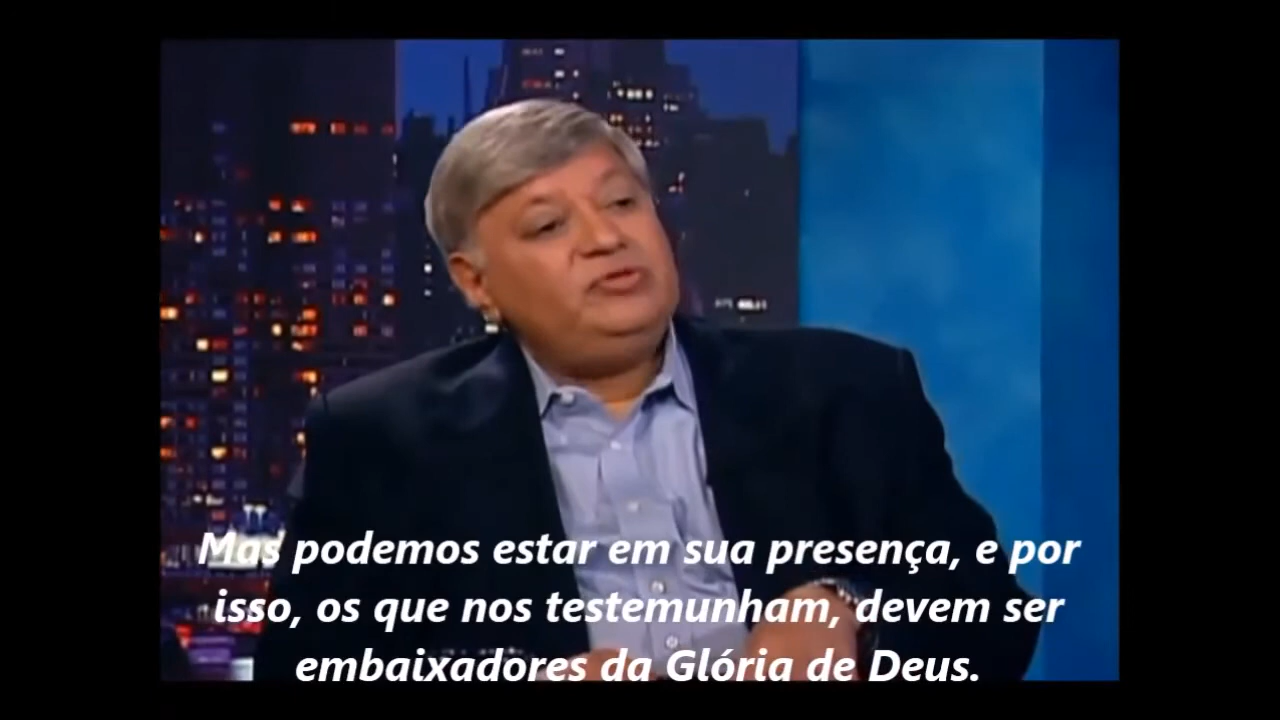 Mas podemos estar em sua presença, e por
isso, os que nos testemunham, devem ser
embaixadores da Glória de Deus.